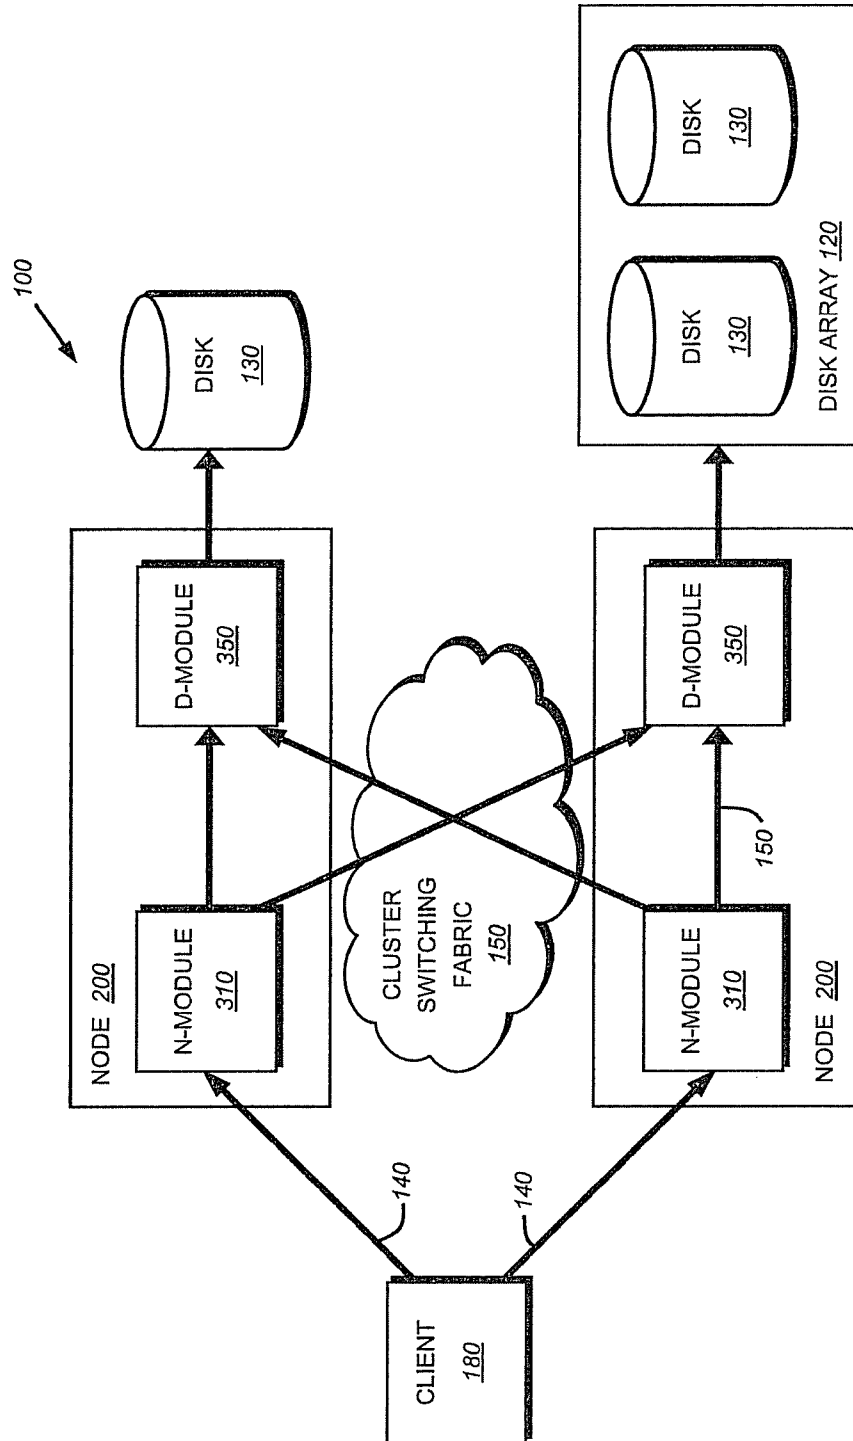 100
NODE 200
N-MODULE
310
D-MODULE
350
DISK
130
140
CLIENT
180
140
CLUSTER
SWITCHING
FABRIC
150
NODE 200
N-MODULE
310
150
D-MODULE
350
DISK
130
DISK
130
DISK ARRAY 120